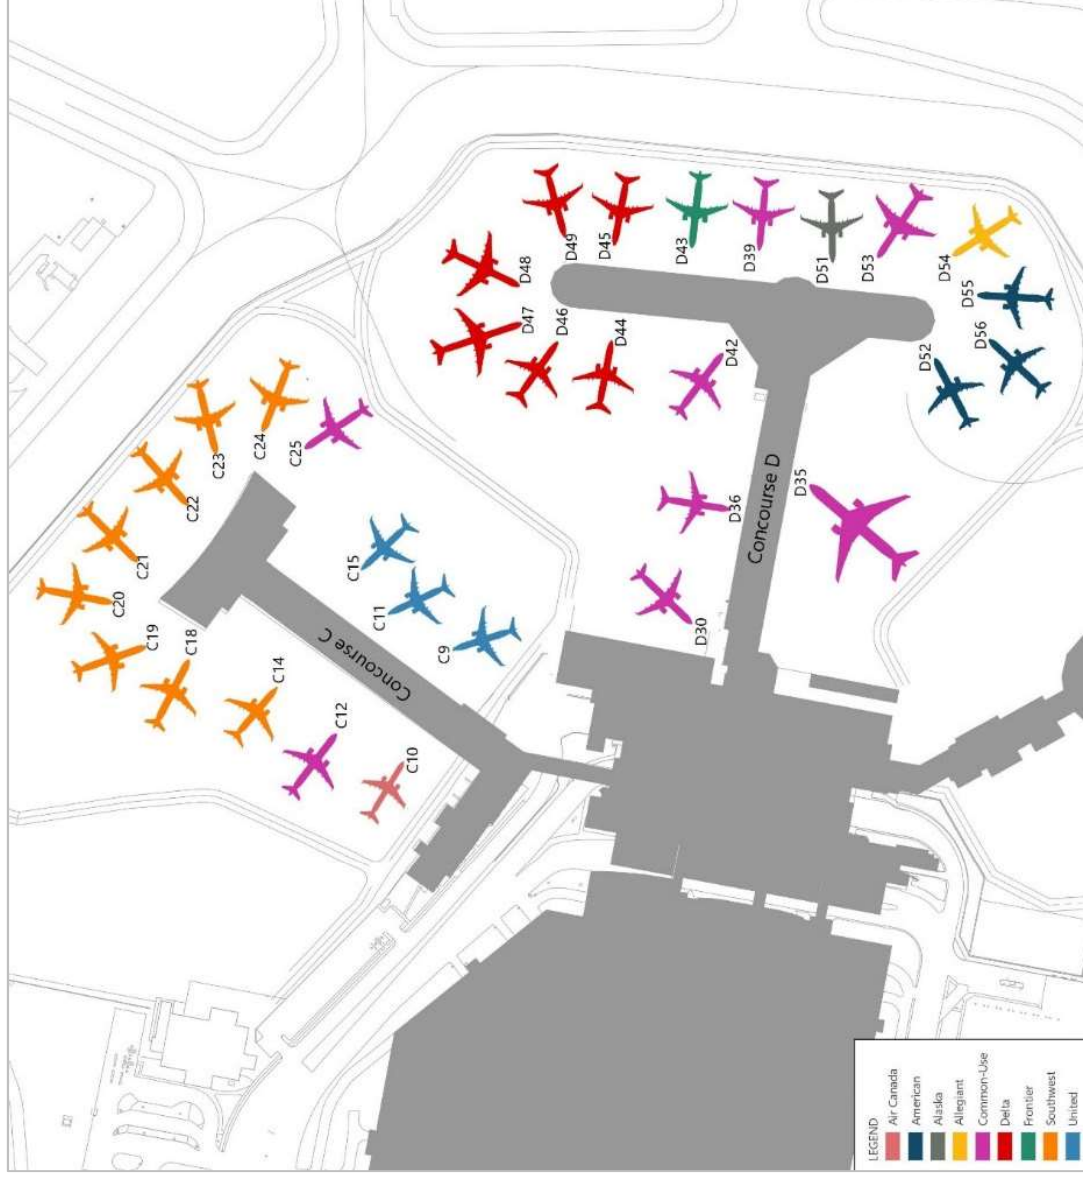 C20
C21
C22
C23
C24
C25
C19
C18
C14
C12
C10
C15
C11
C9
Concourse C
D48
D47
D49
D46
D45
D44
D43
D42
D39
D51
D53
D54
D55
D56
D52
D36
D30
D35
Concourse D
LEGEND
Air Canada
American
Alaska
Allegiant
Common-Use
Delta
Frontier
Southwest
United